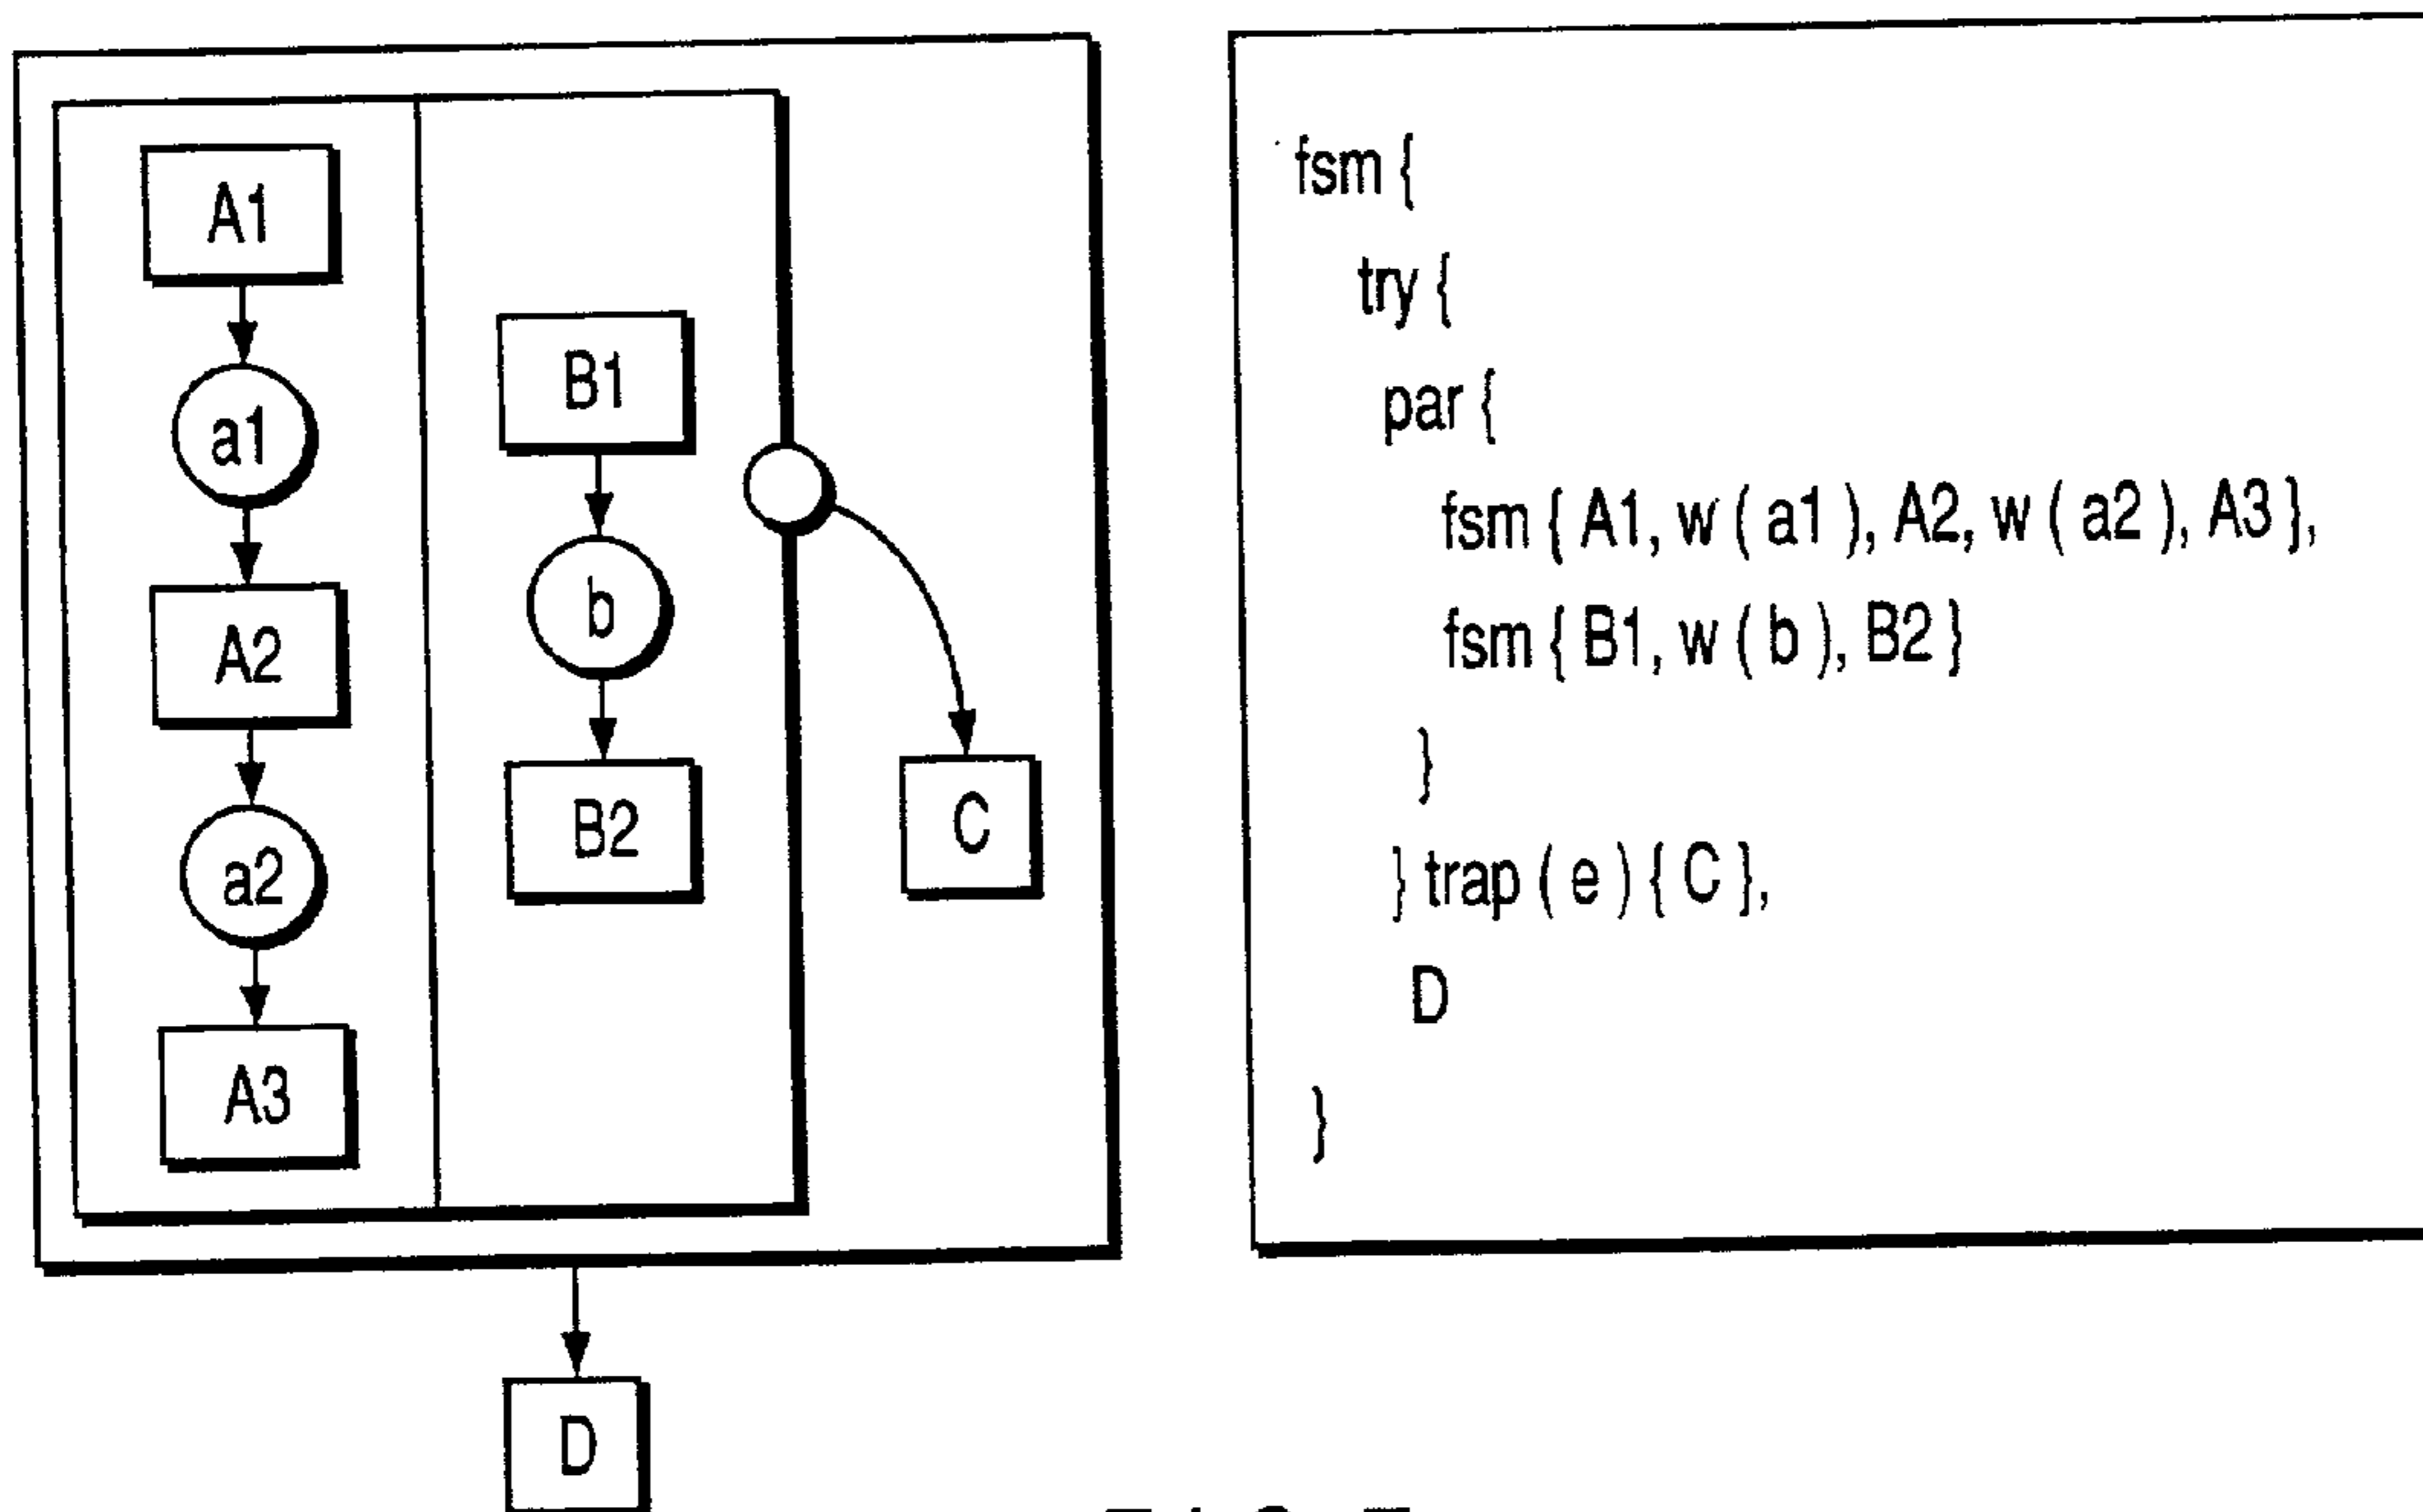 A1
a1
A2
a2
A3
B1
b
B2
C
D
fsm {
try {
par {
fsm { A1, w ( a1 ), A2, w ( a2 ), A3 },
fsm { B1, w ( b ), B2 }
}
} trap ( e ) { C },
D
}